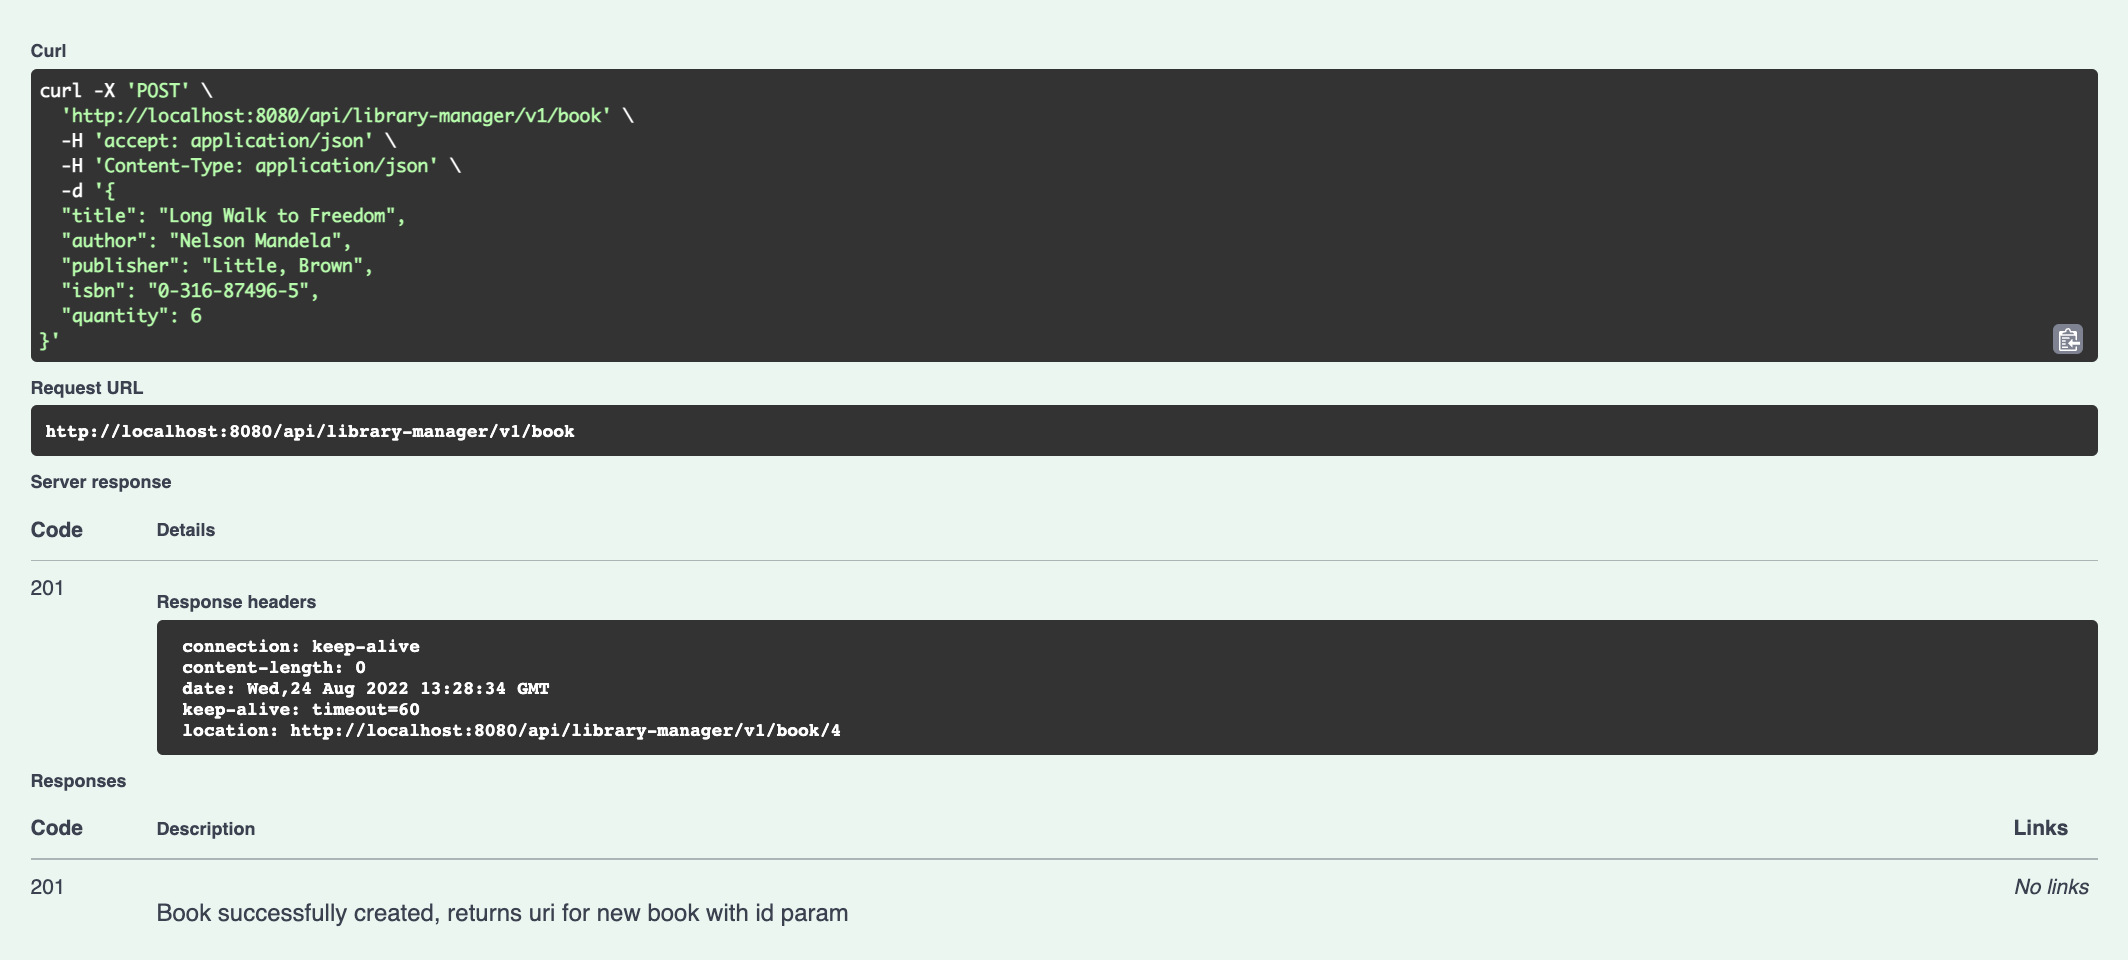 Curl
curl -X 'POST' \
  'http://localhost:8080/api/library-manager/v1/book' \
  -H 'accept: application/json' \
  -H 'Content-Type: application/json' \
  -d '{
  "title": "Long Walk to Freedom",
  "author": "Nelson Mandela",
  "publisher": "Little, Brown",
  "isbn": "0-316-87496-5",
  "quantity": 6
}'
Request URL
http://localhost:8080/api/library-manager/v1/book
Server response
Code Details
201
Response headers
connection: keep-alive
content-length: 0
date: Wed,24 Aug 2022 13:28:34 GMT
keep-alive: timeout=60
location: http://localhost:8080/api/library-manager/v1/book/4
Responses
Code Description Links
201 No links
Book successfully created, returns uri for new book with id param